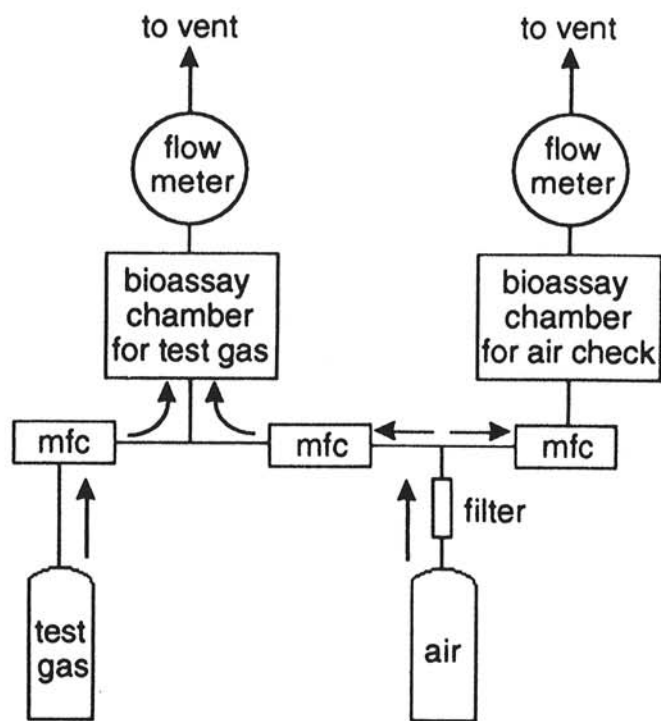 to vent
to vent
flow
meter
flow
meter
bioassay
chamber
for test gas
bioassay
chamber
for air check
mfc
mfc
mfc
filter
test
gas
air